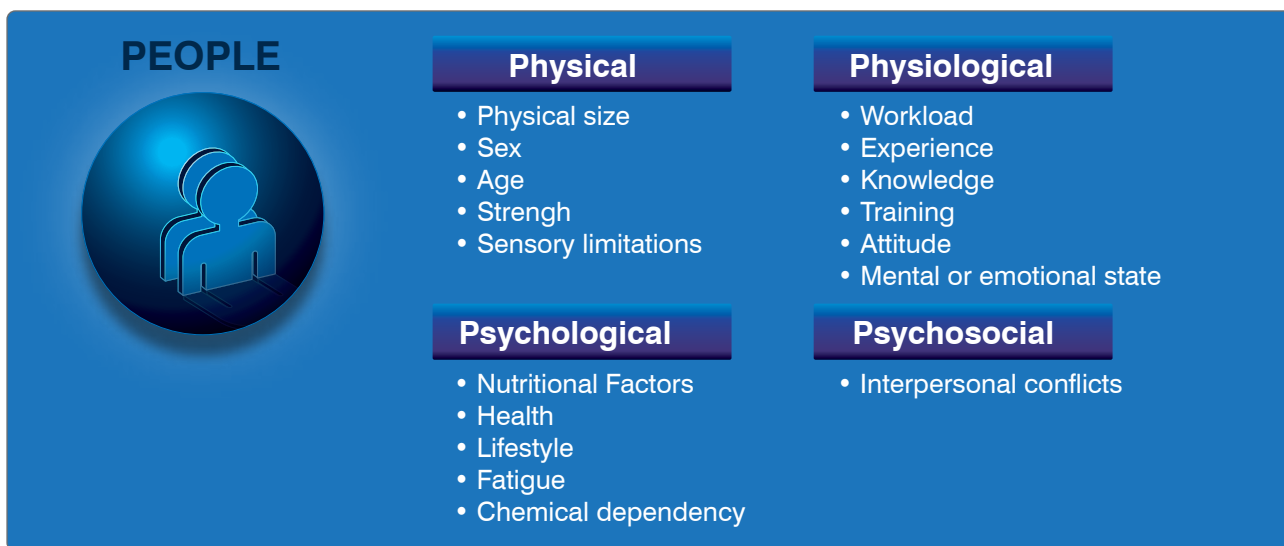 PEOPLE
Physical
• Physical size
• Sex
• Age
• Strengh
• Sensory limitations
Physiological
• Workload
• Experience
• Knowledge
• Training
• Attitude
• Mental or emotional state
Psychological
• Nutritional Factors
• Health
• Lifestyle
• Fatigue
• Chemical dependency
Psychosocial
• Interpersonal conflicts